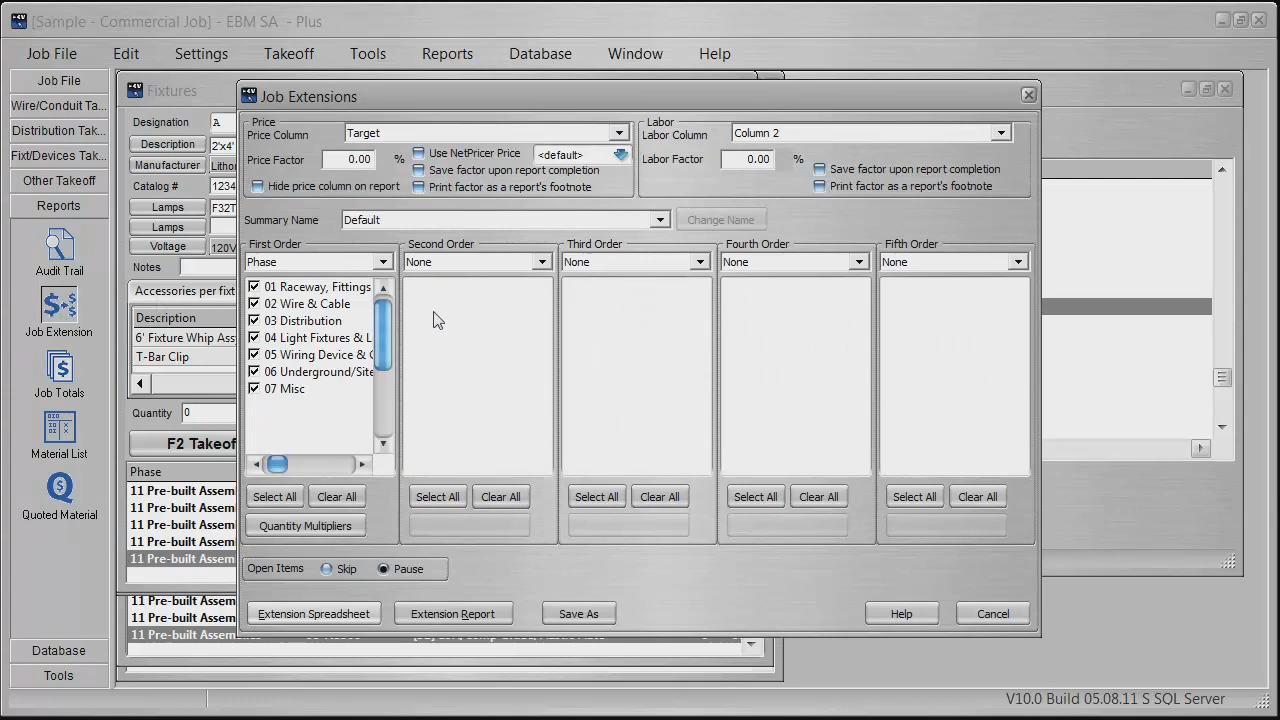 [Sample - Commercial Job] - EBM SA - Plus
Job File Edit Settings Takeoff Tools Reports Database Window Help
Job File
Wire/Conduit Ta...
Distribution Tak...
Fixt/Devices Tak...
Other Takeoff
Reports
Audit Trail
Job Extension
Job Totals
Material List
Quoted Material
Database
Tools
Fixtures
Designation A
Description 2'x4'
Manufacturer Lithon
Catalog # 1234
Lamps F32T
Lamps
Voltage 120V
Notes
Accessories per fixt
Description
6' Fixture Whip Ass
T-Bar Clip
Quantity 0
F2 Takeof
Phase
11 Pre-built Assem
11 Pre-built Assem
11 Pre-built Assem
11 Pre-built Assem
11 Pre-built Assem
11 Pre-built Assem
11 Pre-built Assem
Job Extensions
Price
Price Column Target
Price Factor 0.00 % Use NetPricer Price <default>
Save factor upon report completion
Hide price column on report Print factor as a report's footnote
Labor
Labor Column Column 2
Labor Factor 0.00 %
Save factor upon report completion
Print factor as a report's footnote
Summary Name Default Change Name
First Order Second Order Third Order Fourth Order Fifth Order
Phase None None None None
01 Raceway, Fittings
02 Wire & Cable
03 Distribution
04 Light Fixtures & L
05 Wiring Device &
06 Underground/Site
07 Misc
Select All Clear All Select All Clear All Select All Clear All Select All Clear All Select All Clear All
Quantity Multipliers
Open Items Skip Pause
Extension Spreadsheet Extension Report Save As Help Cancel
V10.0 Build 05.08.11 S SQL Server